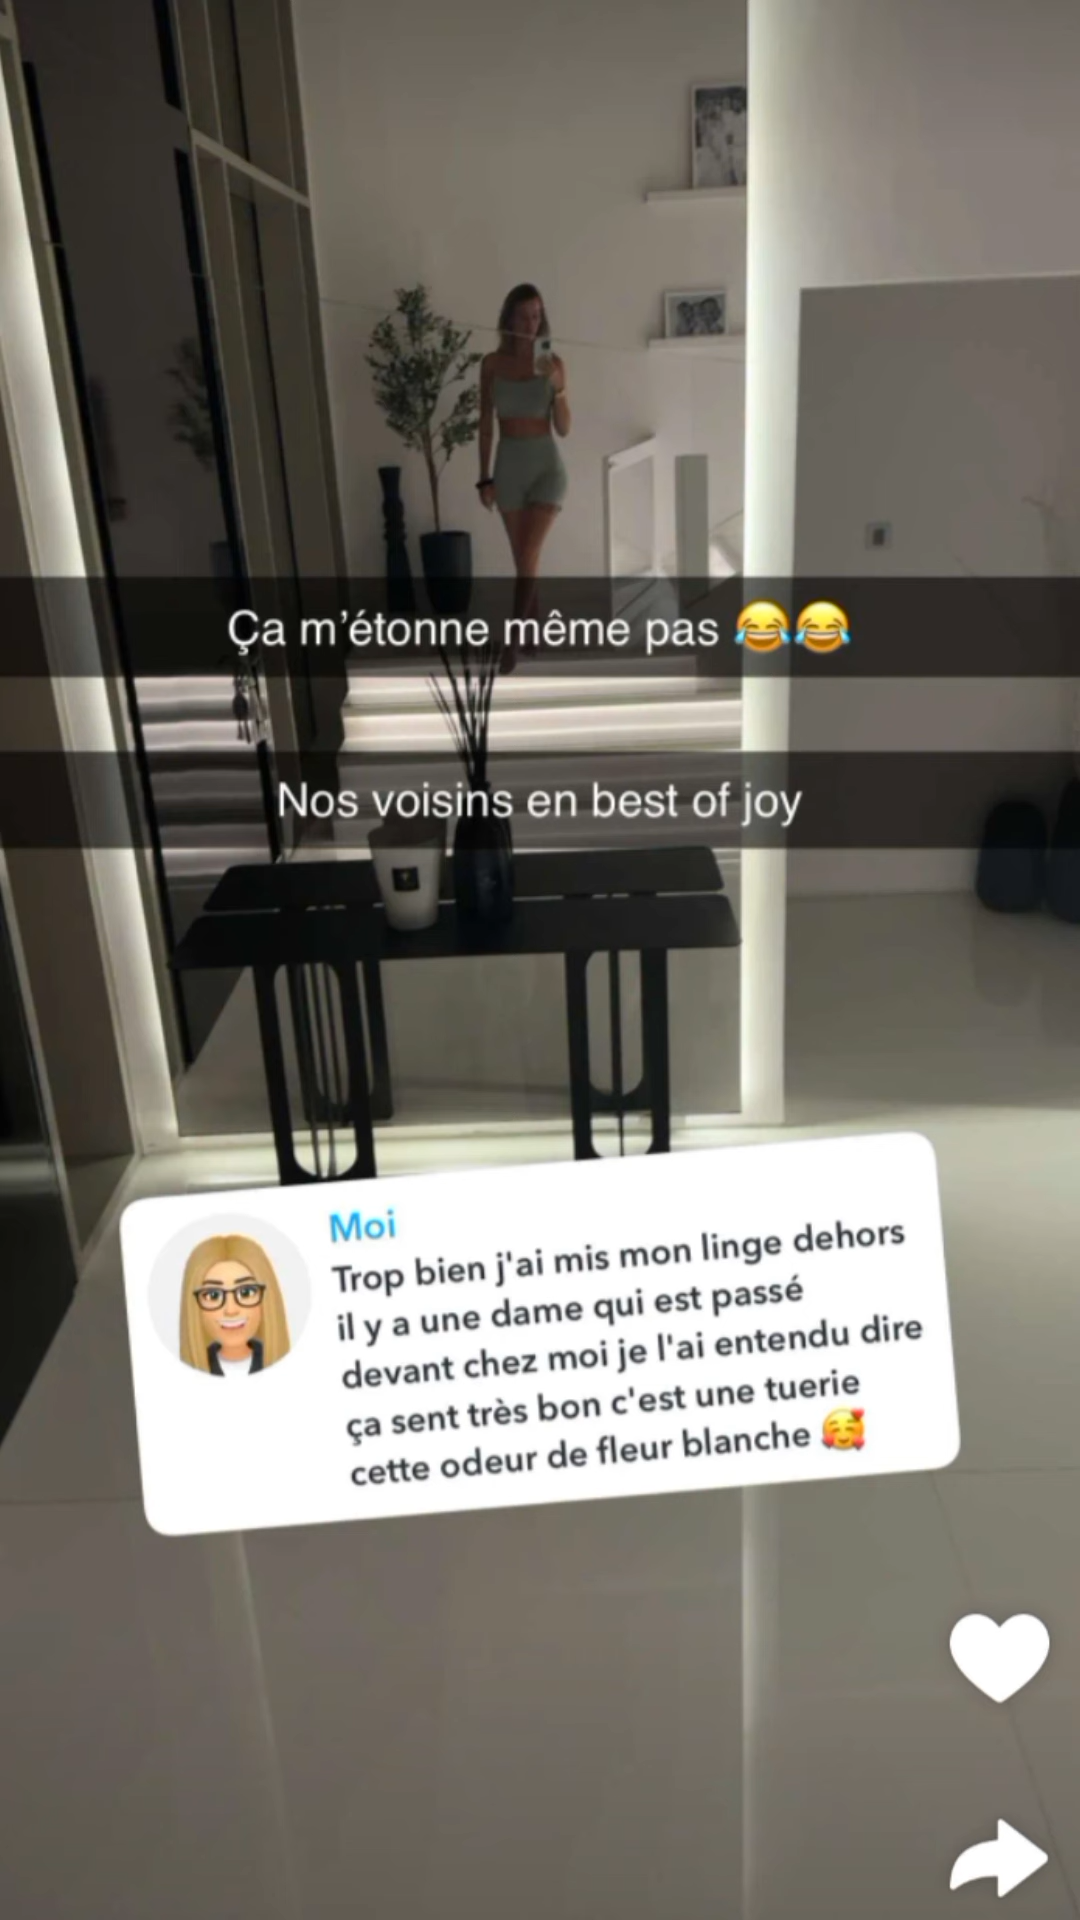 Ça m’étonne même pas 😂😂
Nos voisins en best of joy
Moi
Trop bien j'ai mis mon linge dehors
il y a une dame qui est passé
devant chez moi je l'ai entendu dire
ça sent très bon c'est une tuerie
cette odeur de fleur blanche 🥰